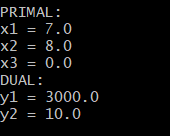 PRIMAL:
x1 = 7.0
x2 = 8.0
x3 = 0.0
DUAL:
y1 = 3000.0
y2 = 10.0